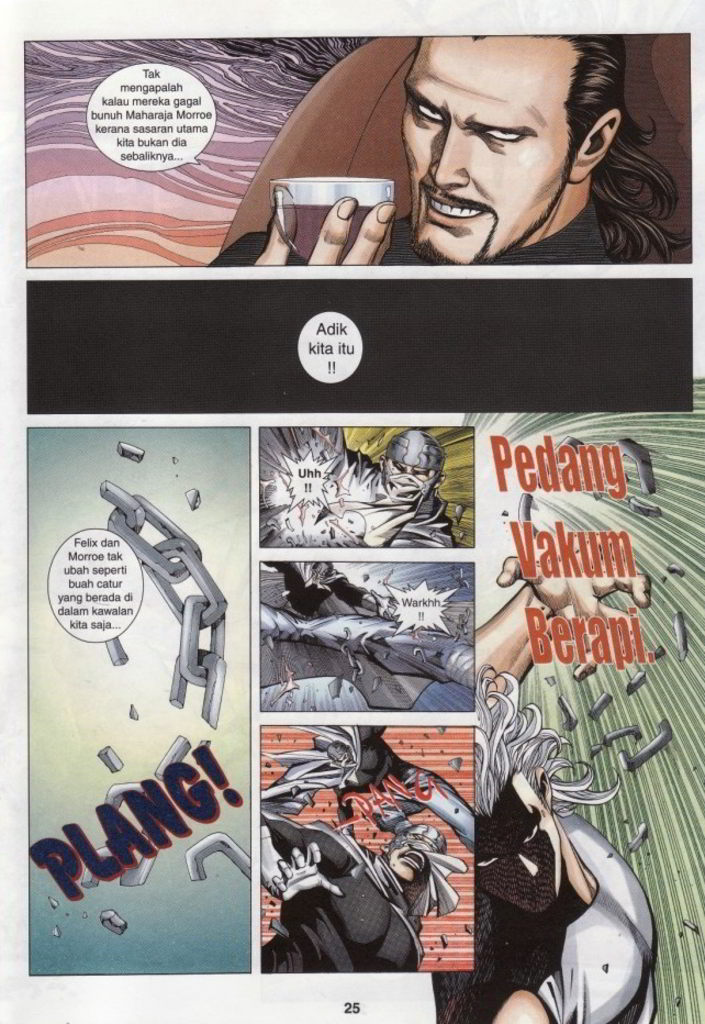 Tak
mengapalah
kalau mereka gagal
bunuh Maharaja Morroe
kerana sasaran utama
kita bukan dia
sebaliknya...
Adik
kita itu
!!
Felix dan
Morroe tak
ubah seperti
buah catur
yang berada di
dalam kawalan
kita saja...
PLANG!
Uhh
!!
Warkhh
!!
PANG
Pedang
Vakum
Berapi.
25